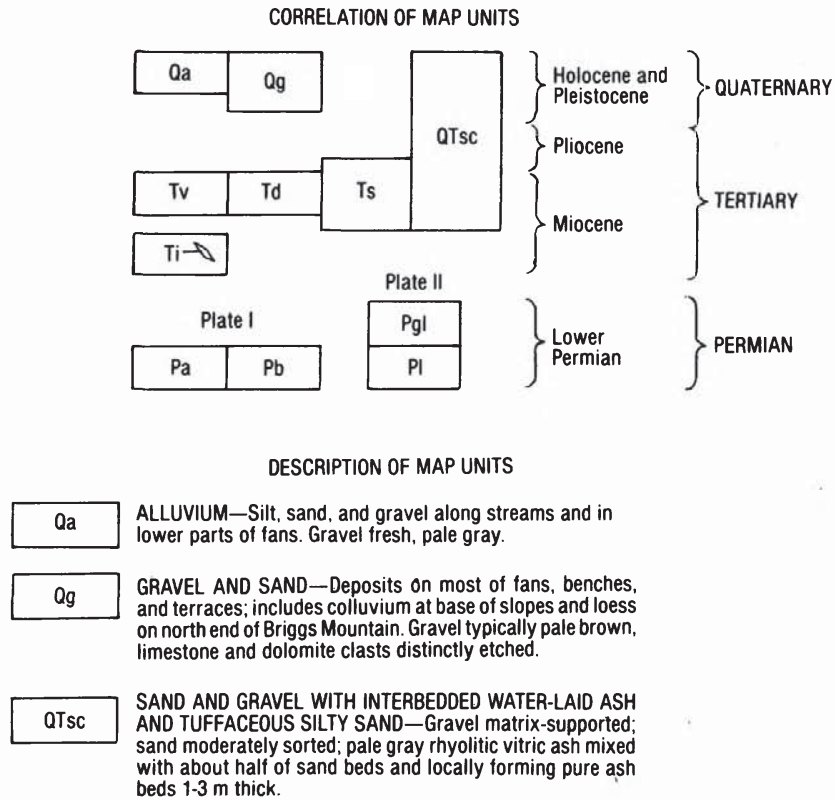 CORRELATION OF MAP UNITS
Qa
Qg
QTsc
Holocene and
Pleistocene
QUATERNARY
Pliocene
Tv
Td
Ts
Miocene
TERTIARY
Ti
Plate II
Plate I
Pgl
Pa
Pb
Pl
Lower
Permian
PERMIAN
DESCRIPTION OF MAP UNITS
Qa
ALLUVIUM—Silt, sand, and gravel along streams and in
lower parts of fans. Gravel fresh, pale gray.
Qg
GRAVEL AND SAND—Deposits on most of fans, benches,
and terraces; includes colluvium at base of slopes and loess
on north end of Briggs Mountain. Gravel typically pale brown,
limestone and dolomite clasts distinctly etched.
QTsc
SAND AND GRAVEL WITH INTERBEDDED WATER-LAID ASH
AND TUFFACEOUS SILTY SAND—Gravel matrix-supported;
sand moderately sorted; pale gray rhyolitic vitric ash mixed
with about half of sand beds and locally forming pure ash
beds 1-3 m thick.